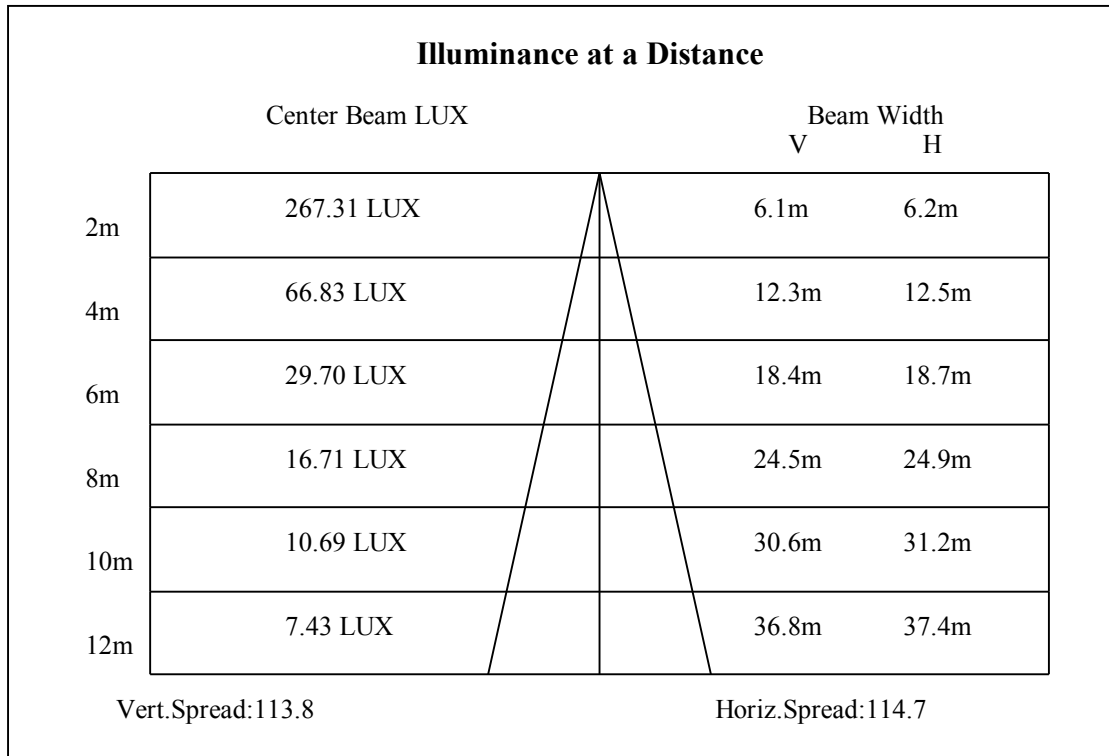 Illuminance at a Distance
Center Beam LUX Beam Width
V H
2m 267.31 LUX 6.1m 6.2m
4m 66.83 LUX 12.3m 12.5m
6m 29.70 LUX 18.4m 18.7m
8m 16.71 LUX 24.5m 24.9m
10m 10.69 LUX 30.6m 31.2m
12m 7.43 LUX 36.8m 37.4m
Vert.Spread:113.8 Horiz.Spread:114.7